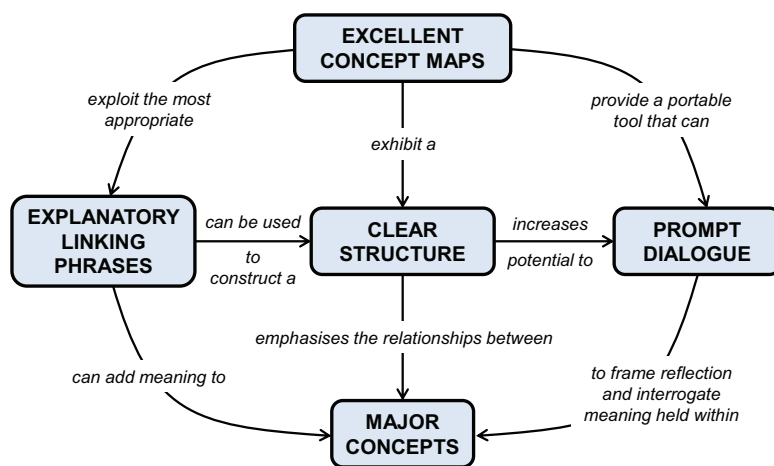 EXCELLENT
CONCEPT MAPS
exploit the most
appropriate
provide a portable
tool that can
exhibit a
EXPLANATORY
LINKING
PHRASES
can be used
to
construct a
CLEAR
STRUCTURE
increases
potential to
PROMPT
DIALOGUE
emphasises the relationships between
can add meaning to
to frame reflection
and interrogate
meaning held within
MAJOR
CONCEPTS